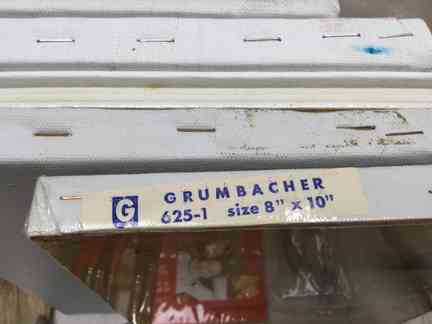 G
GRUMBACHER
625-1 size 8" x 10"